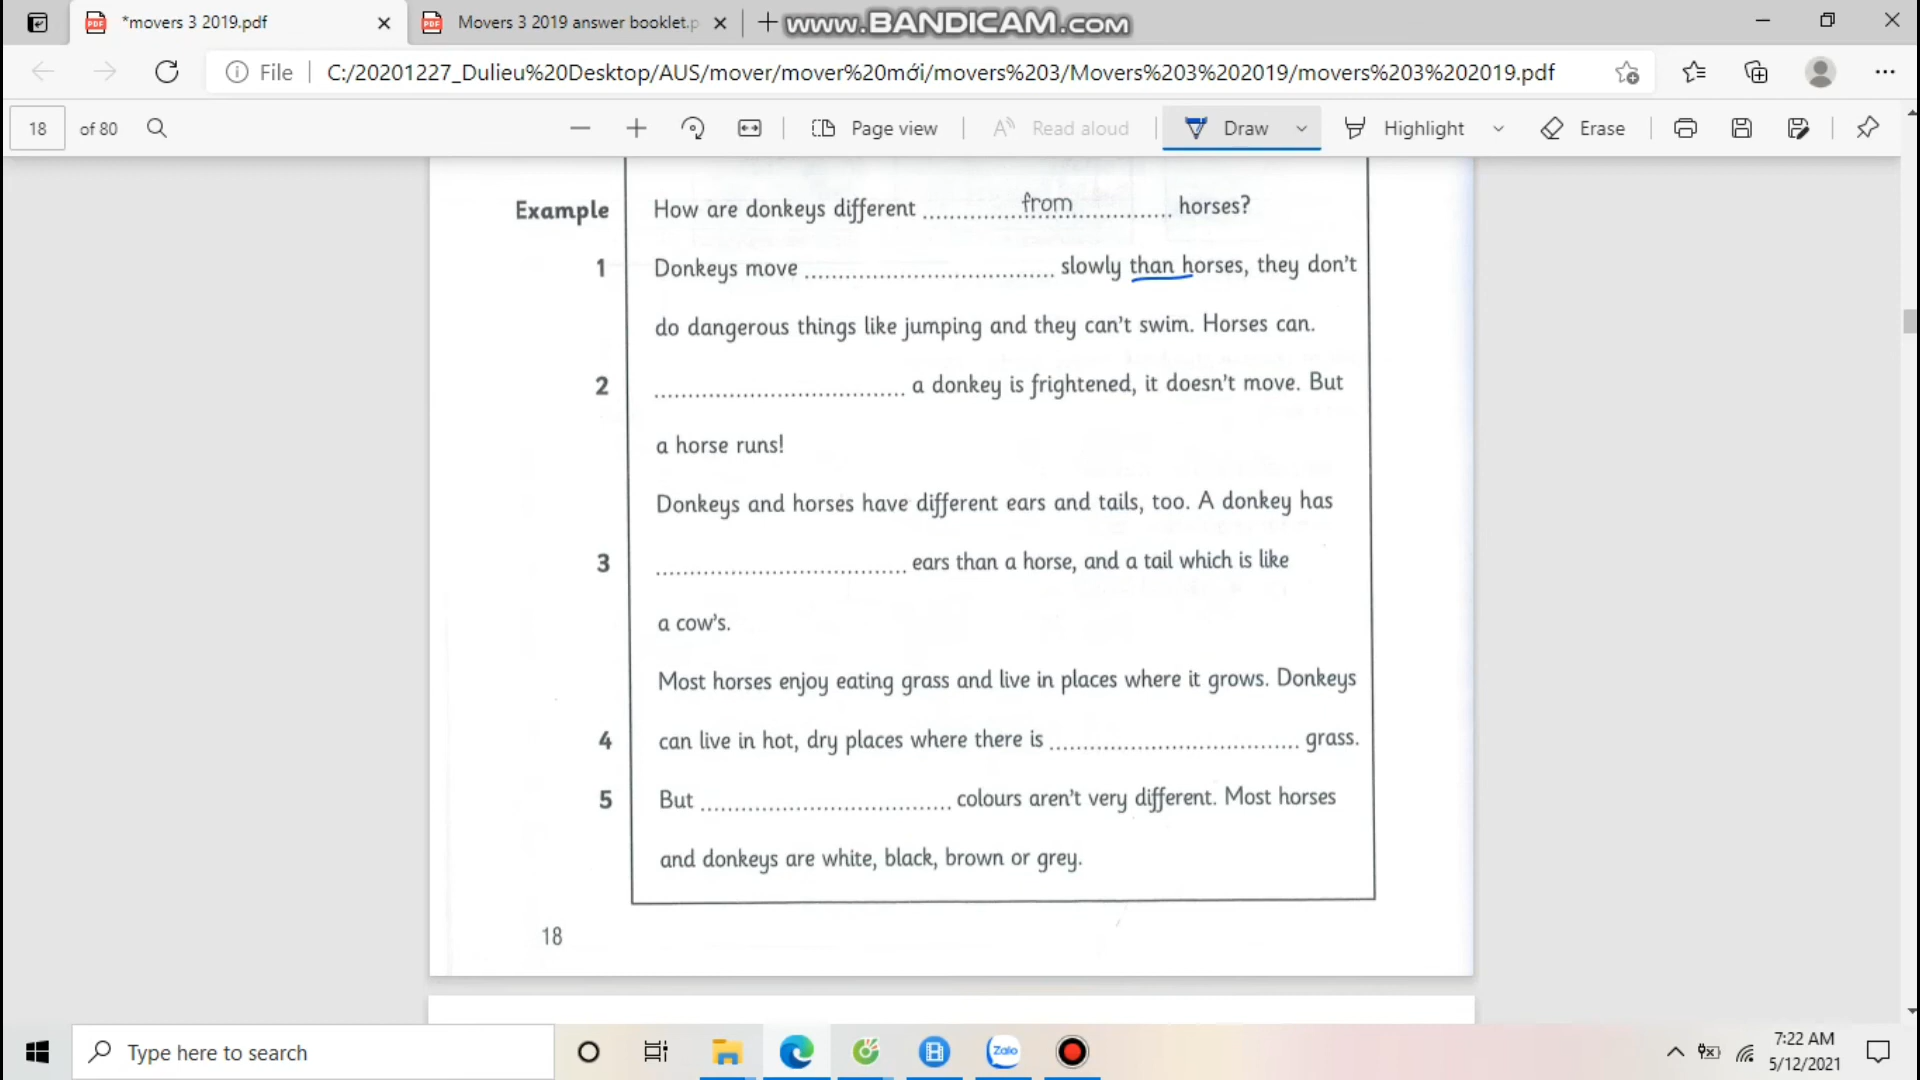 *movers 3 2019.pdf
Movers 3 2019 answer booklet.p
www.BANDICAM.com
File
C:/20201227_Dulieu%20Desktop/AUS/mover/mover%20mới/movers%203/Movers%203%202019/movers%203%202019.pdf
18 of 80
Page view
Read aloud
Draw
Highlight
Erase
Example How are donkeys different ....from.... horses?
1 Donkeys move .................... slowly than horses, they don't
do dangerous things like jumping and they can't swim. Horses can.
2 .................... a donkey is frightened, it doesn't move. But
a horse runs!
Donkeys and horses have different ears and tails, too. A donkey has
3 .................... ears than a horse, and a tail which is like
a cow's.
Most horses enjoy eating grass and live in places where it grows. Donkeys
4 can live in hot, dry places where there is .................... grass.
5 But .................... colours aren't very different. Most horses
and donkeys are white, black, brown or grey.
18
Type here to search
Zalo
7:22 AM
5/12/2021